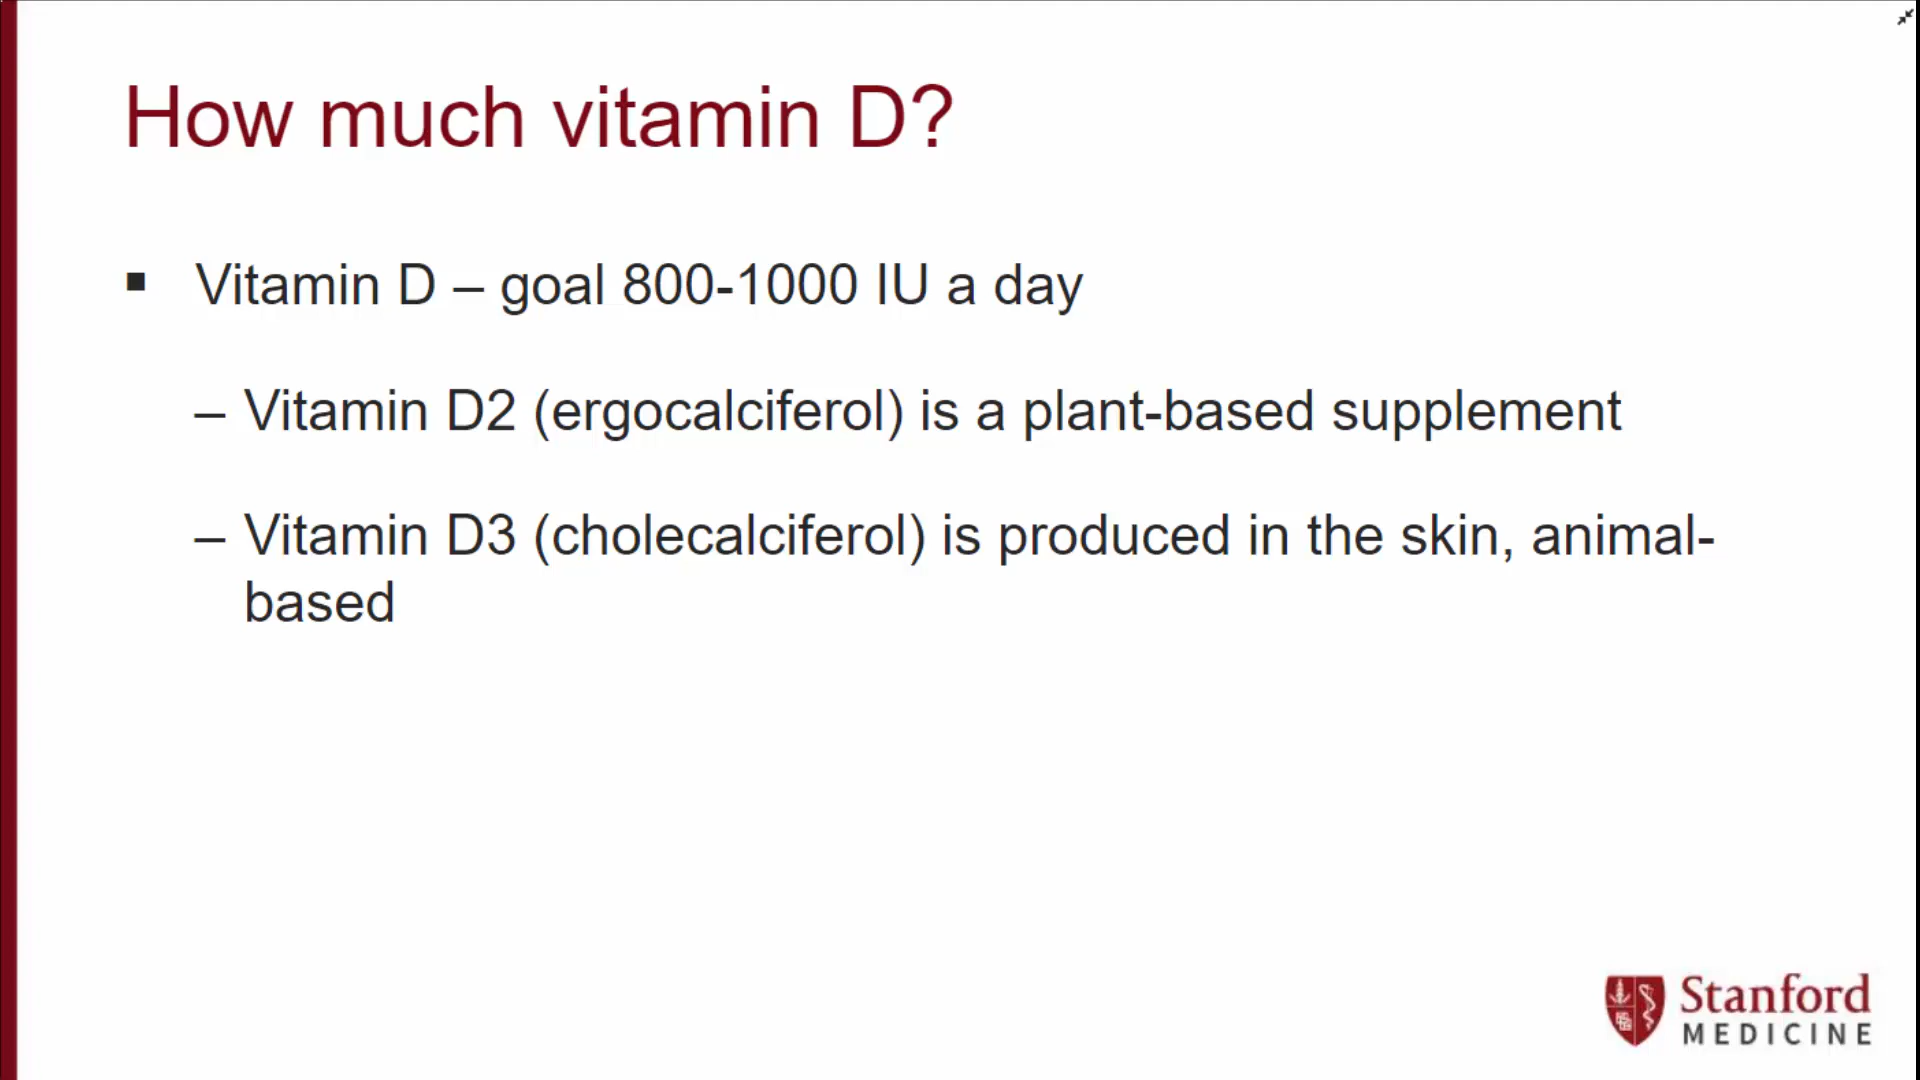 How much vitamin D?
▪ Vitamin D – goal 800-1000 IU a day
– Vitamin D2 (ergocalciferol) is a plant-based supplement
– Vitamin D3 (cholecalciferol) is produced in the skin, animal-
based
Stanford
MEDICINE